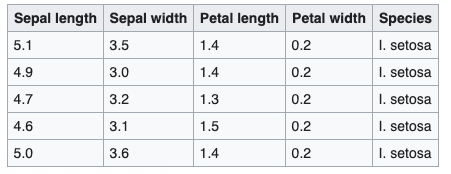 Sepal length Sepal width Petal length Petal width Species
5.1 3.5 1.4 0.2 I. setosa
4.9 3.0 1.4 0.2 I. setosa
4.7 3.2 1.3 0.2 I. setosa
4.6 3.1 1.5 0.2 I. setosa
5.0 3.6 1.4 0.2 I. setosa